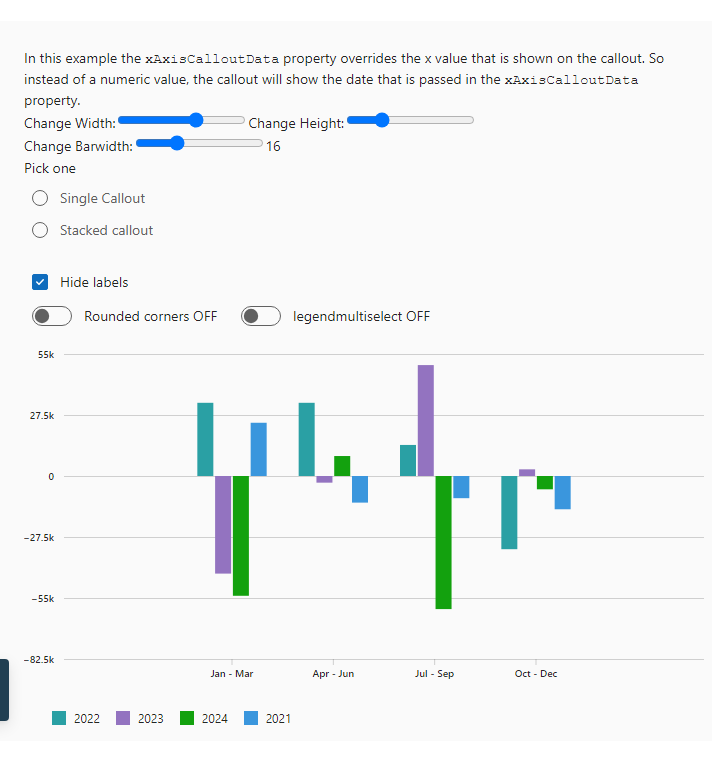 In this example the xAxisCalloutData property overrides the x value that is shown on the callout. So
instead of a numeric value, the callout will show the date that is passed in the xAxisCalloutData
property.
Change Width: Change Height:
Change Barwidth: 16
Pick one
Single Callout
Stacked callout
Hide labels
Rounded corners OFF legendmultiselect OFF
55k
27.5k
0
−27.5k
−55k
−82.5k
Jan - Mar Apr - Jun Jul - Sep Oct - Dec
2022 2023 2024 2021